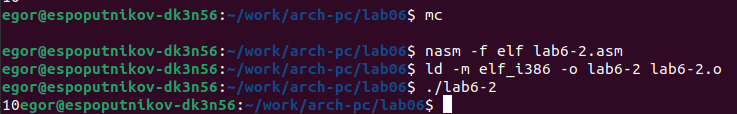 egor@espoputnikov-dk3n56:~/work/arch-pc/lab06$ mc
egor@espoputnikov-dk3n56:~/work/arch-pc/lab06$ nasm -f elf lab6-2.asm
egor@espoputnikov-dk3n56:~/work/arch-pc/lab06$ ld -m elf_i386 -o lab6-2 lab6-2.o
egor@espoputnikov-dk3n56:~/work/arch-pc/lab06$ ./lab6-2
10egor@espoputnikov-dk3n56:~/work/arch-pc/lab06$